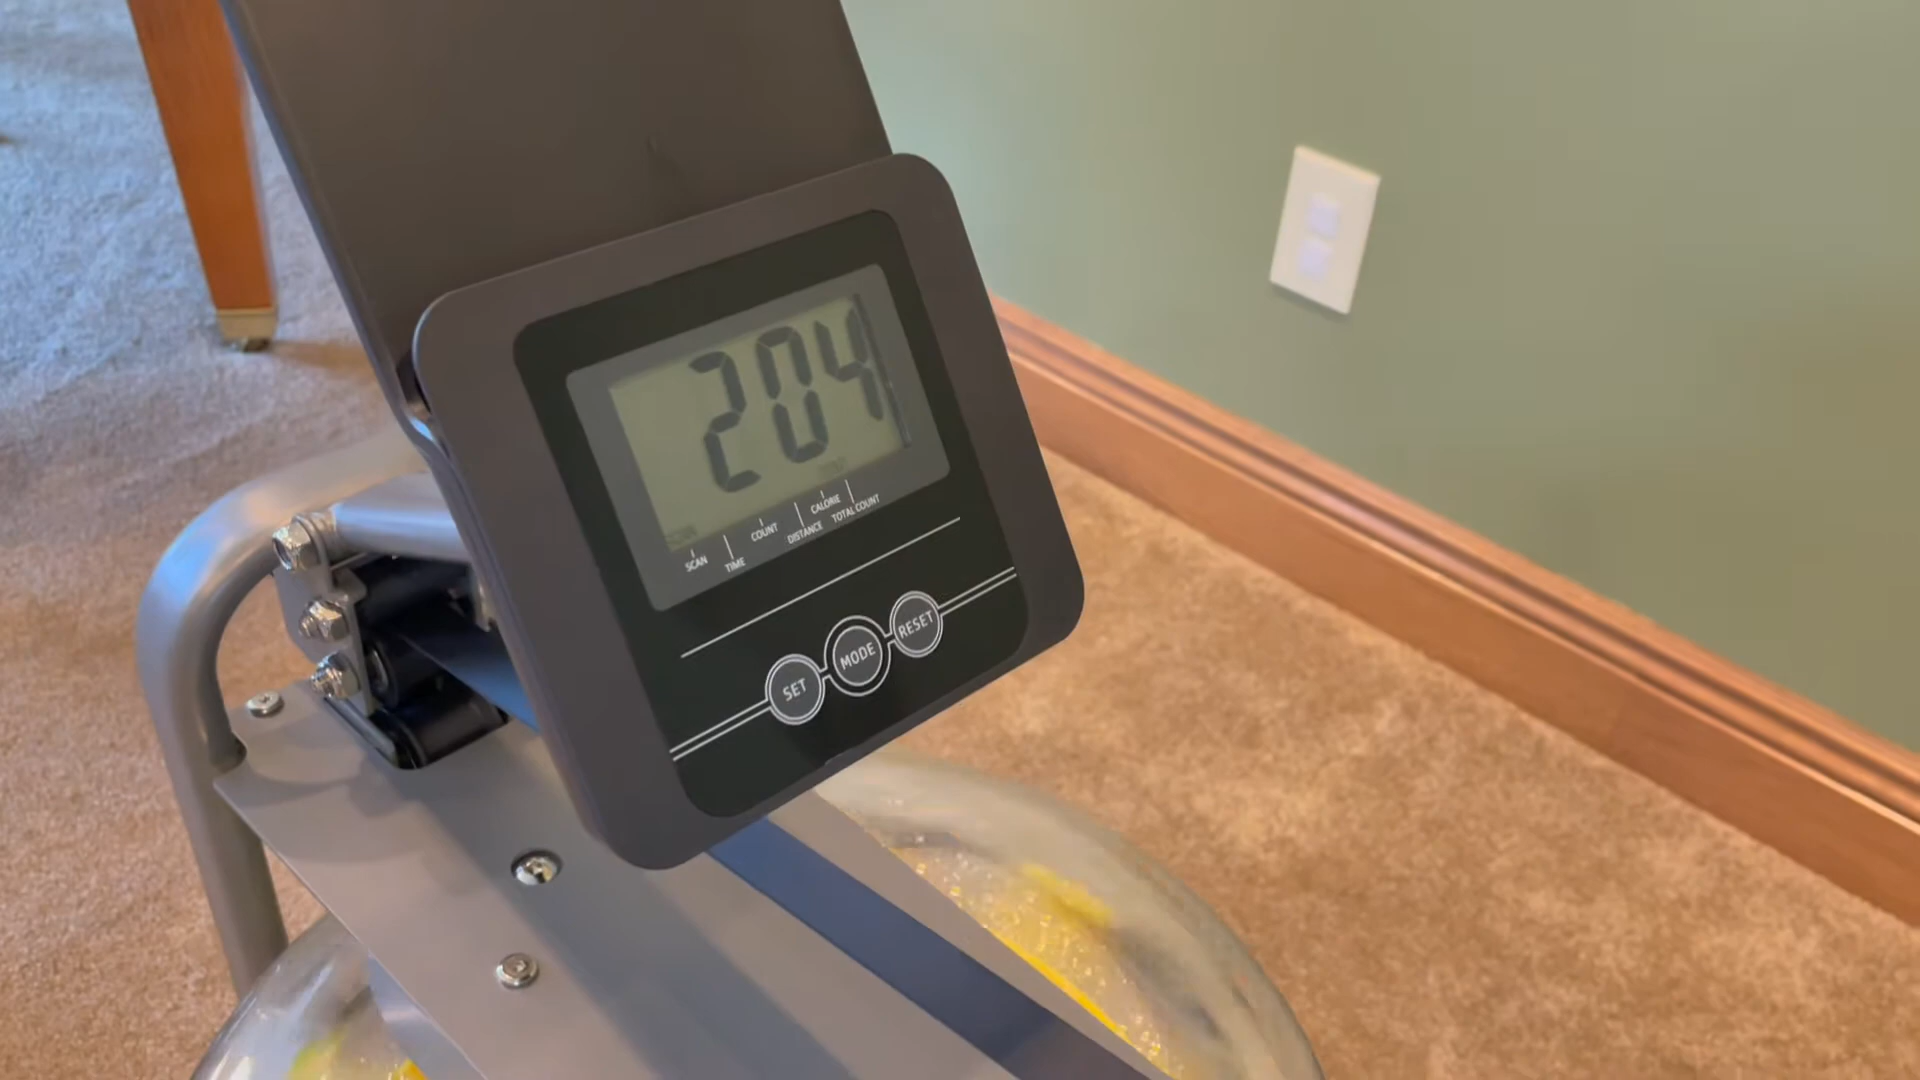 204
SCAN
TIME
COUNT
DISTANCE
CALORIE
TOTAL COUNT
SET
MODE
RESET